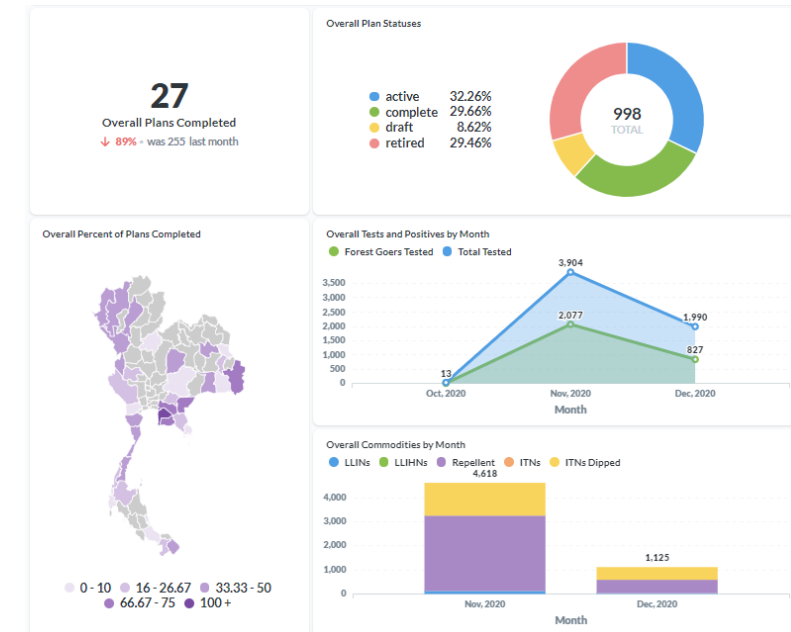 27
Overall Plans Completed
↓ 89% • was 255 last month
Overall Plan Statuses
active 32.26%
complete 29.66%
draft 8.62%
retired 29.46%
998
TOTAL
Overall Percent of Plans Completed
0 - 10 16 - 26.67 33.33 - 50
66.67 - 75 100 +
Overall Tests and Positives by Month
Forest Goers Tested Total Tested
3,904
3,500
3,000
2,500
2,077
2,000
1,990
1,500
1,000
827
500
13
0
Oct, 2020 Nov, 2020 Dec, 2020
Month
Overall Commodities by Month
LLINs LLIHNs Repellent ITNs ITNs Dipped
4,618
4,000
3,000
2,000
1,125
1,000
0
Nov, 2020 Dec, 2020
Month